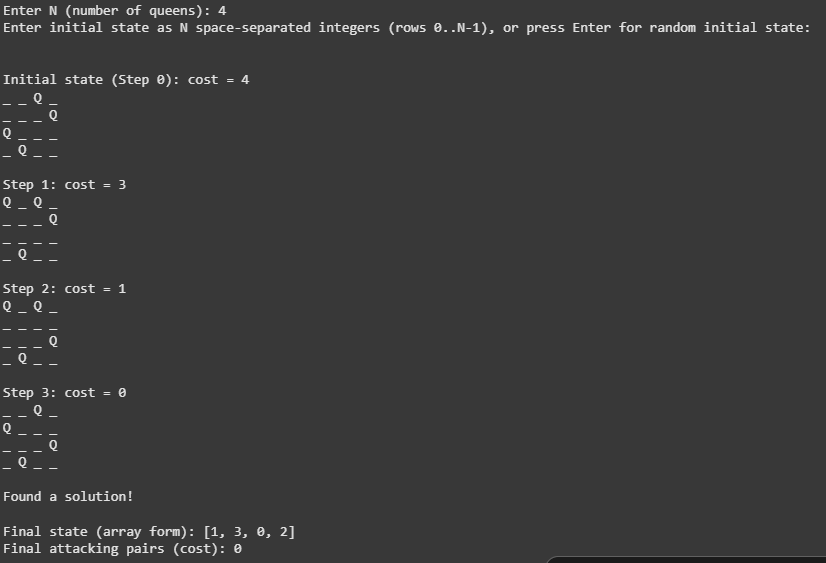 Enter N (number of queens): 4
Enter initial state as N space-separated integers (rows 0..N-1), or press Enter for random initial state:
Initial state (Step 0): cost = 4
_ _ Q _
_ _ _ Q
Q _ _ _
_ Q _ _
Step 1: cost = 3
Q _ Q _
_ _ _ Q
_ _ _ _
_ Q _ _
Step 2: cost = 1
Q _ Q _
_ _ _ _
_ _ _ Q
_ Q _ _
Step 3: cost = 0
_ _ Q _
Q _ _ _
_ _ _ Q
_ Q _ _
Found a solution!
Final state (array form): [1, 3, 0, 2]
Final attacking pairs (cost): 0